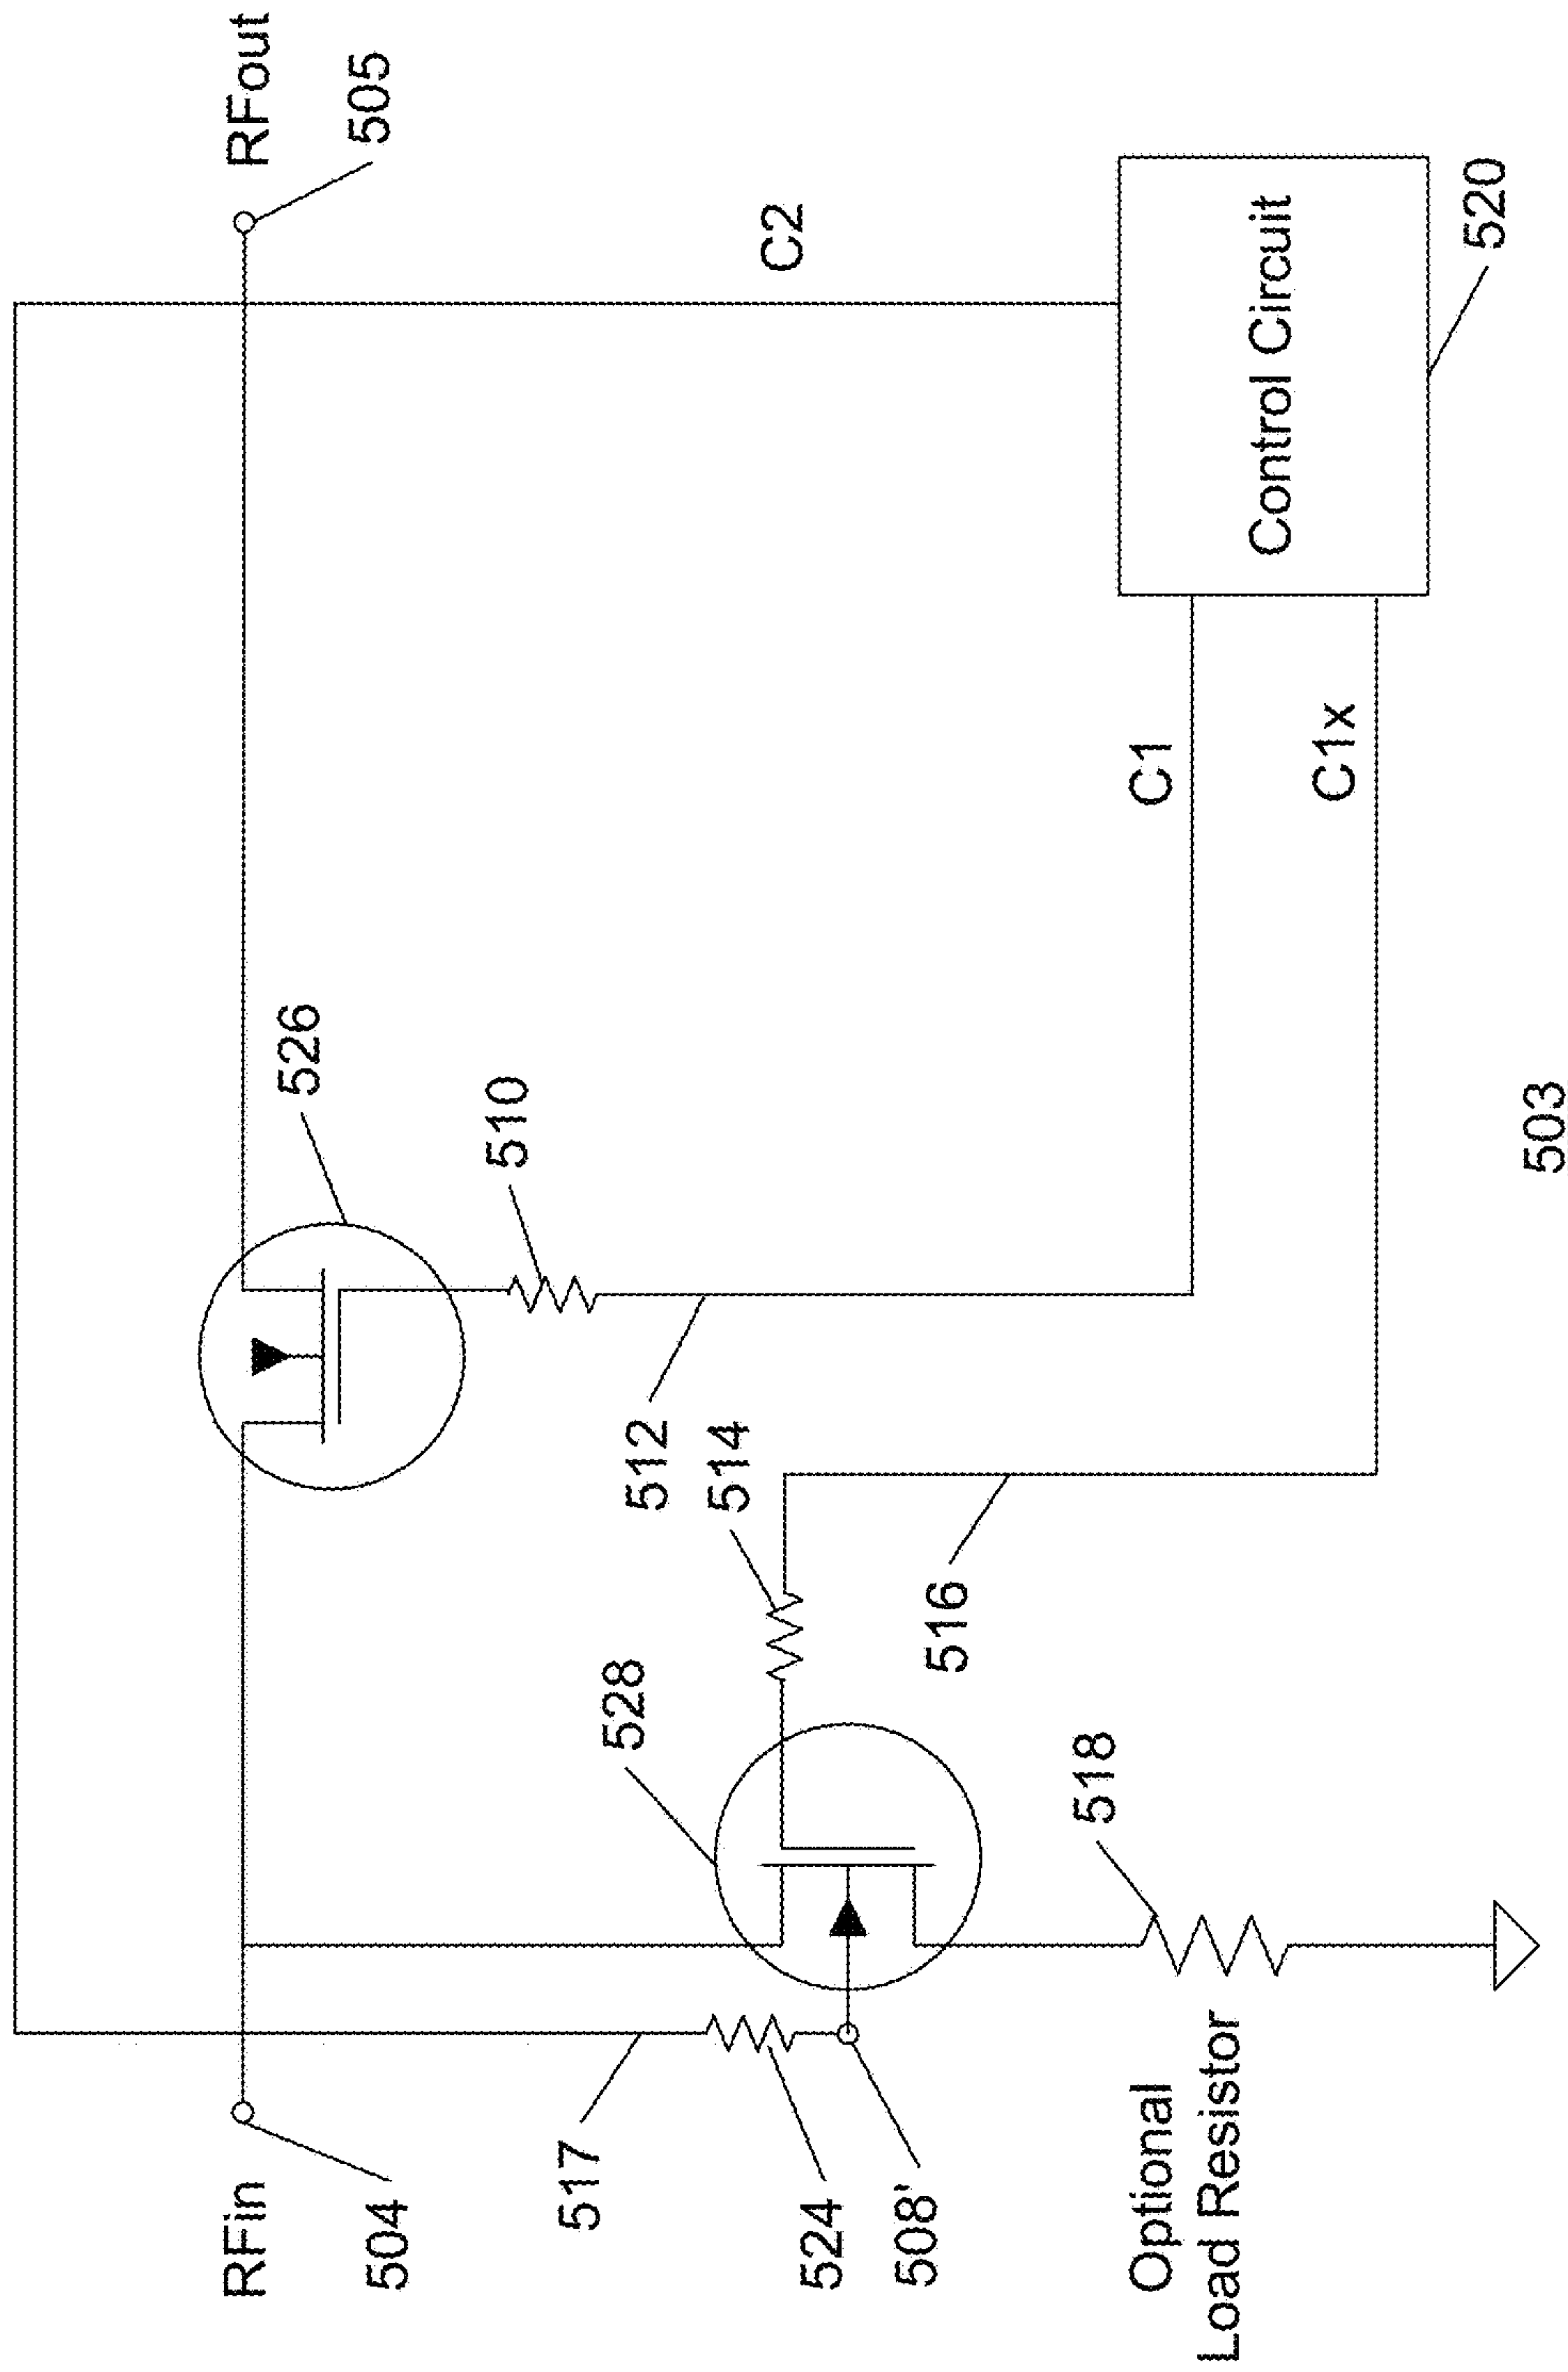 RFin
504
RFout
505
526
510
512
514
528
516
517
524
508'
518
Optional
Load Resistor
C2
C1
C1x
Control Circuit
520
503